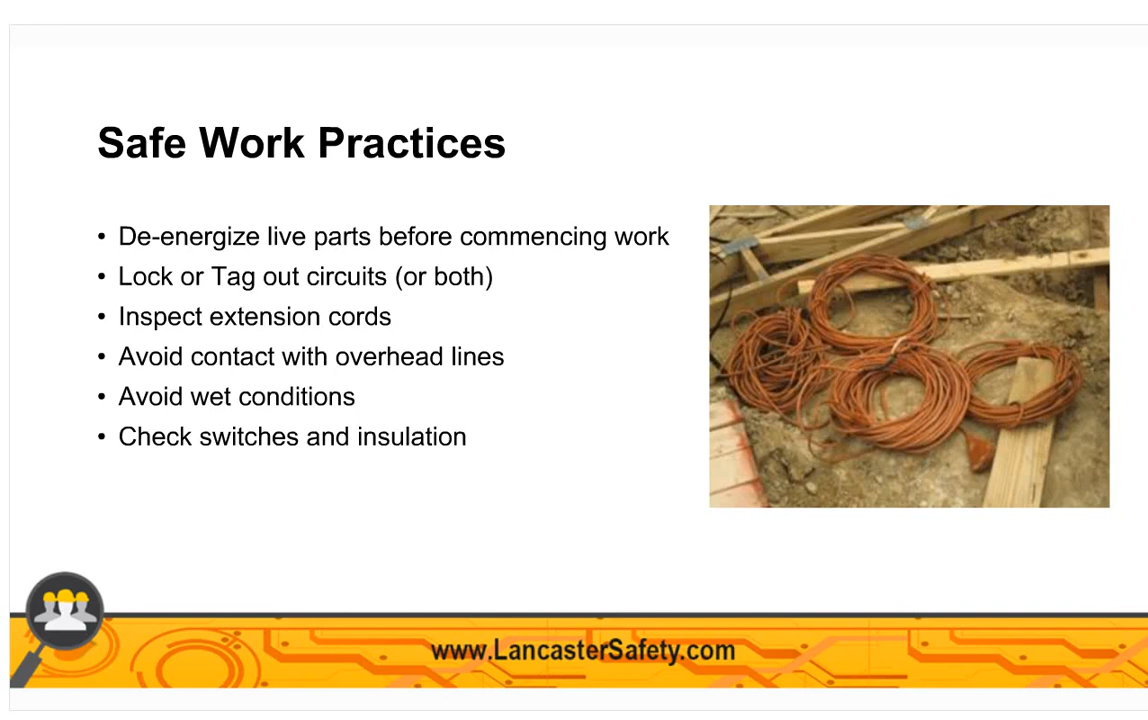 Safe Work Practices
• De-energize live parts before commencing work
• Lock or Tag out circuits (or both)
• Inspect extension cords
• Avoid contact with overhead lines
• Avoid wet conditions
• Check switches and insulation
www.LancasterSafety.com